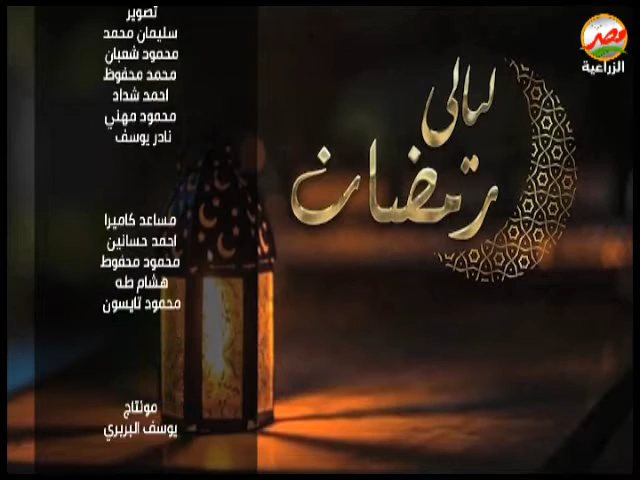 مصر
الزراعية
ليالي
رمضان
تصوير
سليمان محمد
محمود شعبان
محمد محفوظ
احمد شداد
محمود مهني
نادر يوسف
مساعد كاميرا
احمد حسانين
محمود محفوظ
هشام طه
محمود تايسون
مونتاج
يوسف البربري